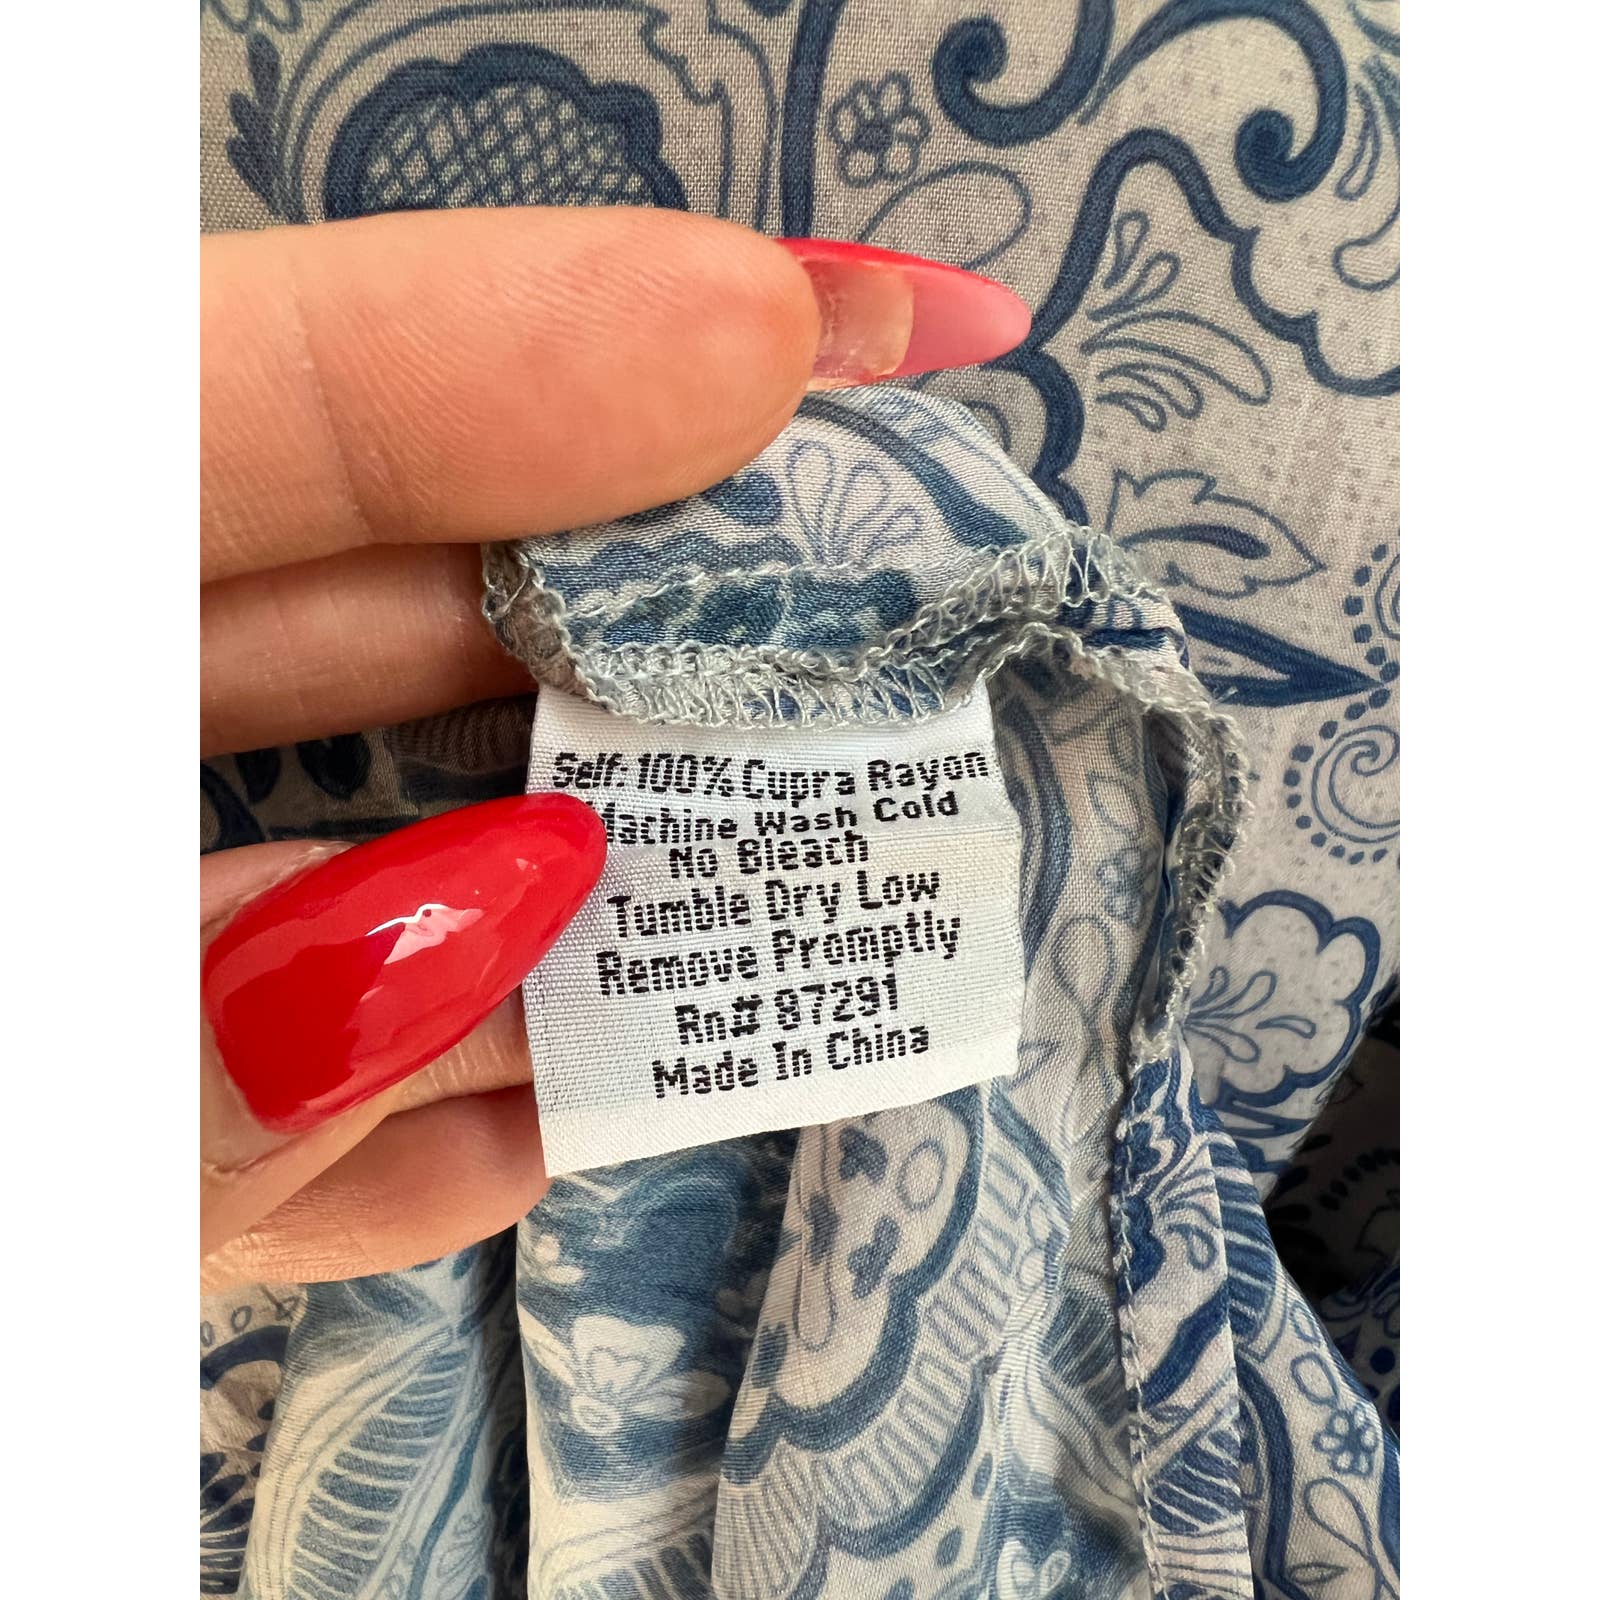 Self: 100% Cupra Rayon
Machine Wash Cold
No Bleach
Tumble Dry Low
Remove Promptly
Rn# 87291
Made In China